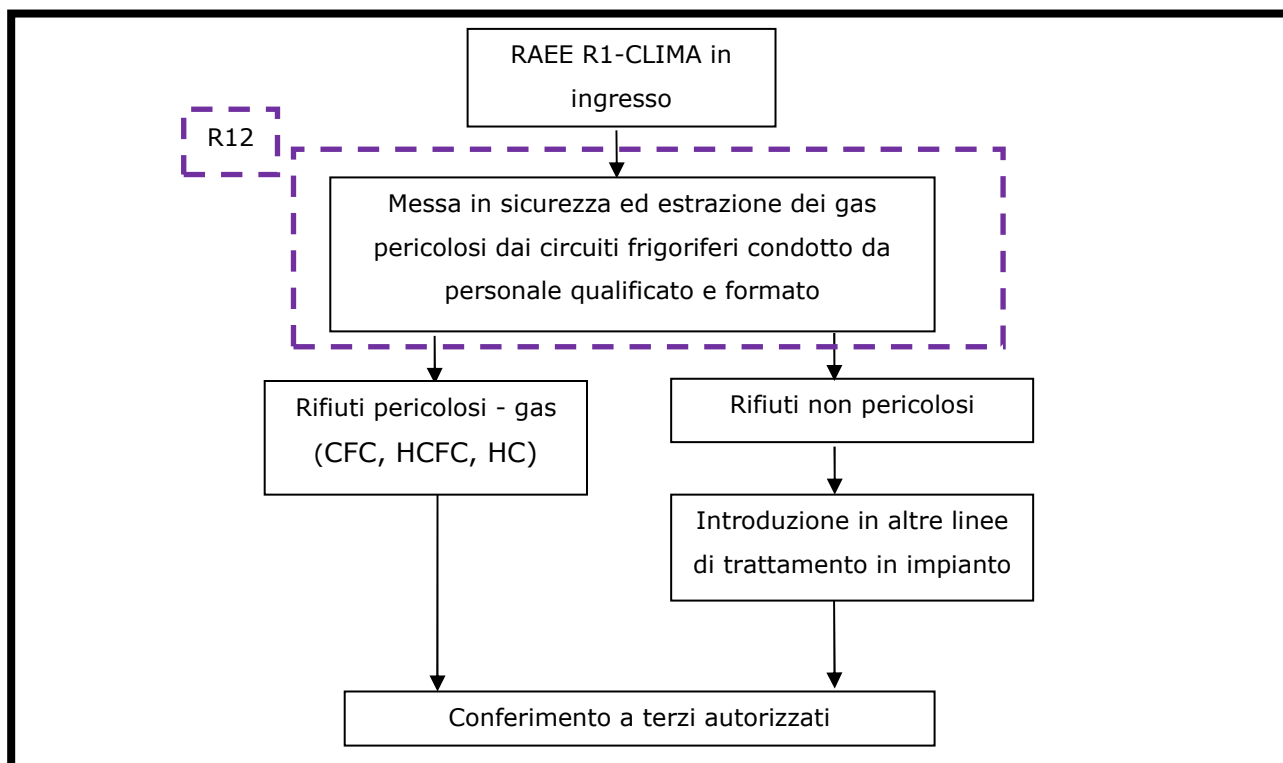 RAEE R1-CLIMA in
ingresso
R12
Messa in sicurezza ed estrazione dei gas
pericolosi dai circuiti frigoriferi condotto da
personale qualificato e formato
Rifiuti pericolosi - gas
(CFC, HCFC, HC)
Rifiuti non pericolosi
Introduzione in altre linee
di trattamento in impianto
Conferimento a terzi autorizzati